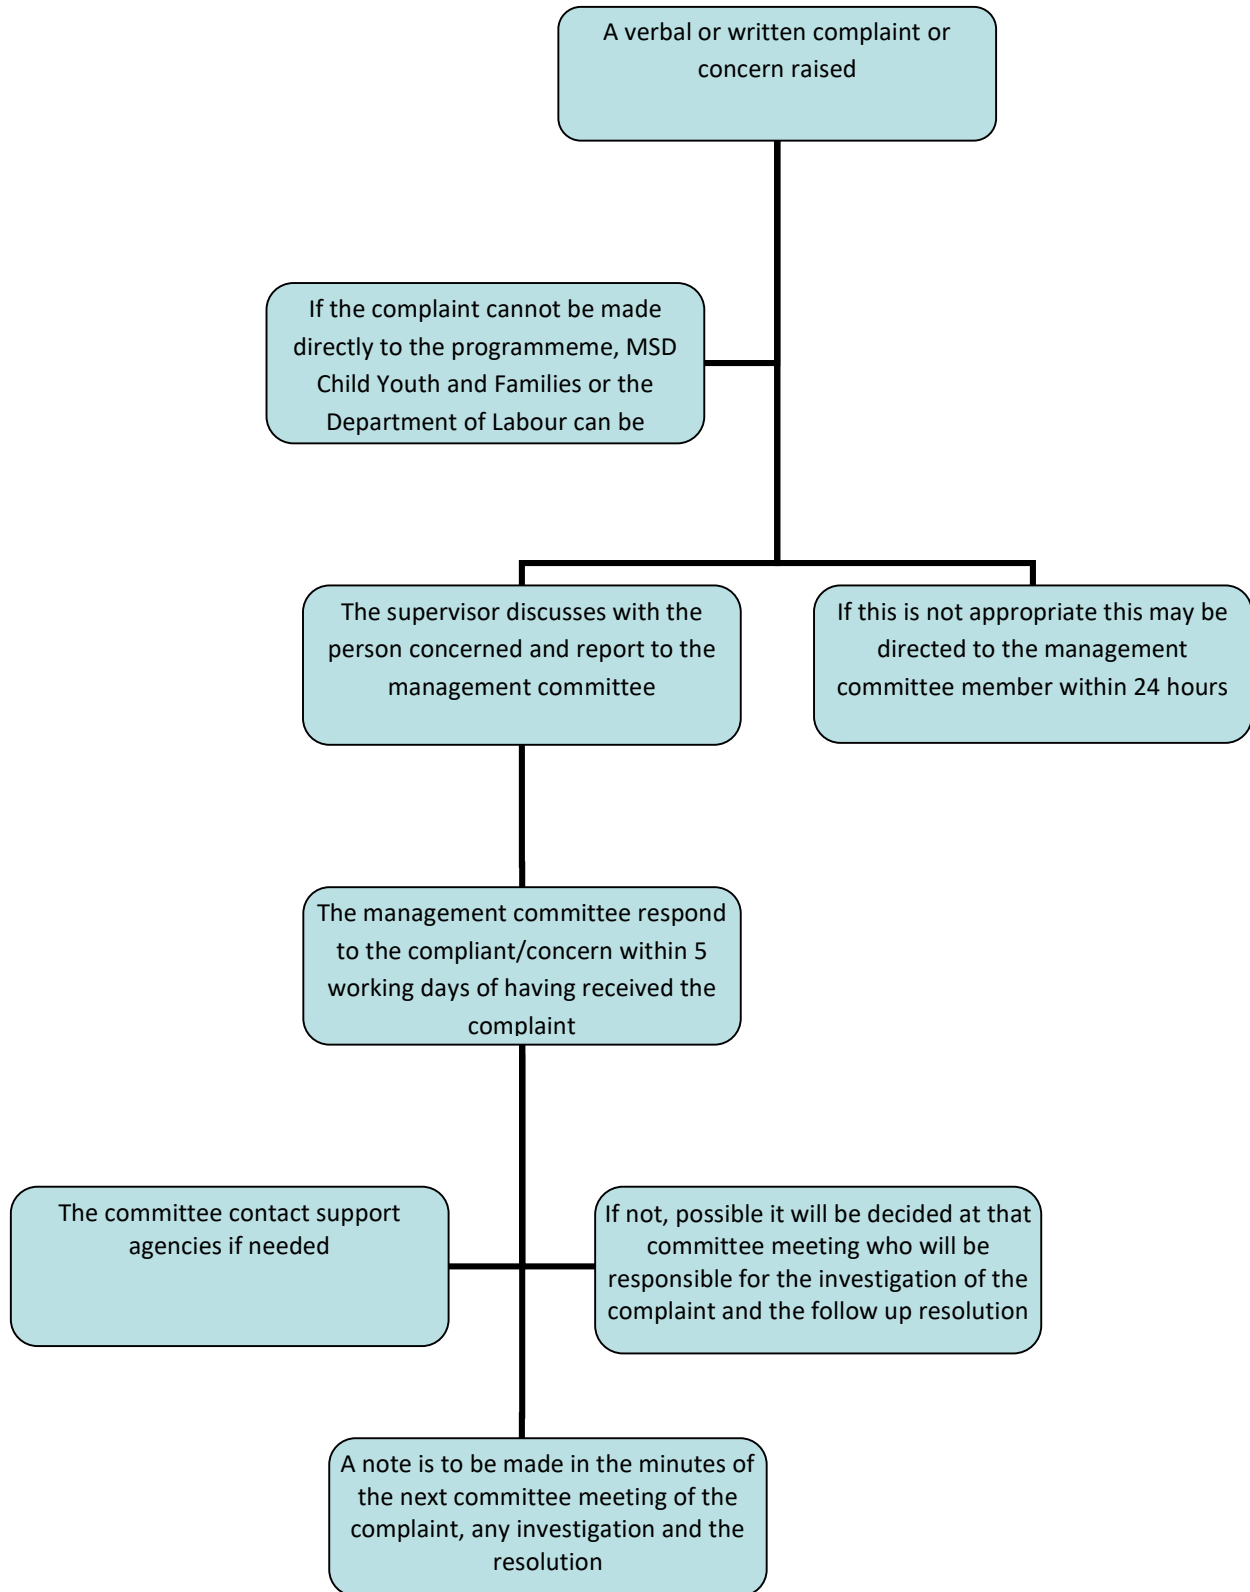 A verbal or written complaint or
concern raised
If the complaint cannot be made
directly to the programmeme, MSD
Child Youth and Families or the
Department of Labour can be
The supervisor discusses with the
person concerned and report to the
management committee
If this is not appropriate this may be
directed to the management
committee member within 24 hours
The management committee respond
to the compliant/concern within 5
working days of having received the
complaint
The committee contact support
agencies if needed
If not, possible it will be decided at that
committee meeting who will be
responsible for the investigation of the
complaint and the follow up resolution
A note is to be made in the minutes of
the next committee meeting of the
complaint, any investigation and the
resolution